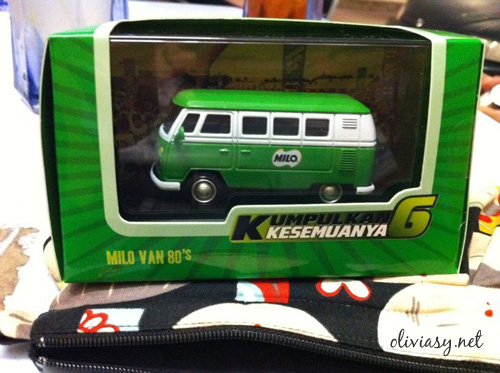 MILO
KUMPULKAN
KESEMUANYA 6
MILO VAN 80's
oliviasy.net